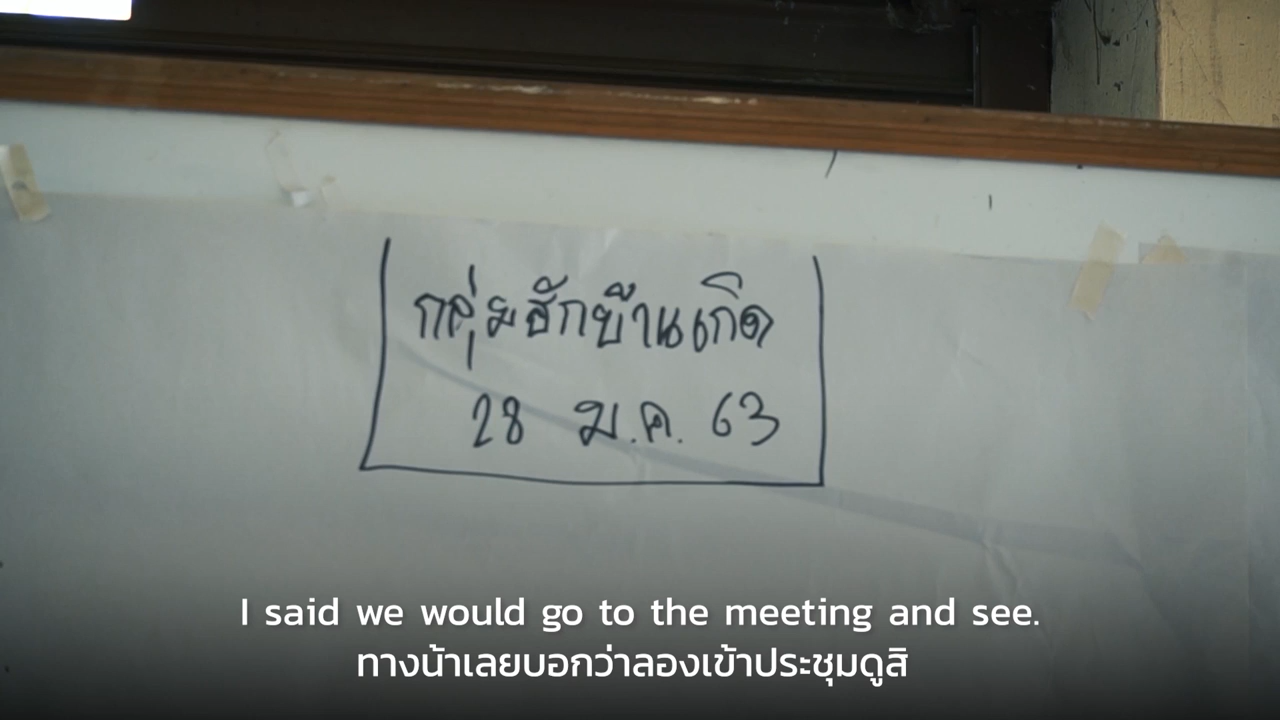 กลุ่มฮักบ้านเกิด
28 ม.ค. 63
I said we would go to the meeting and see.
ทางน้าเลยบอกว่าลองเข้าประชุมดูสิ